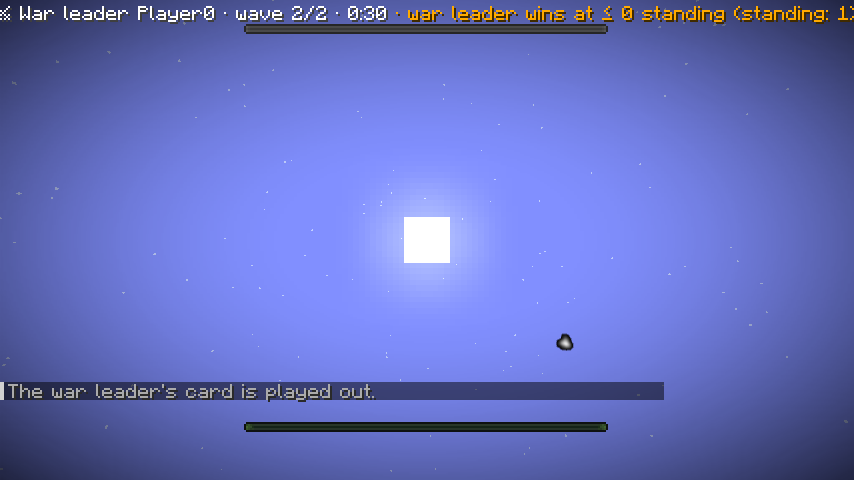 ⚔ War leader Player0 · wave 2/2 · 0:30 · war leader wins at ≤ 0 standing (standing: 1)
The war leader's card is played out.